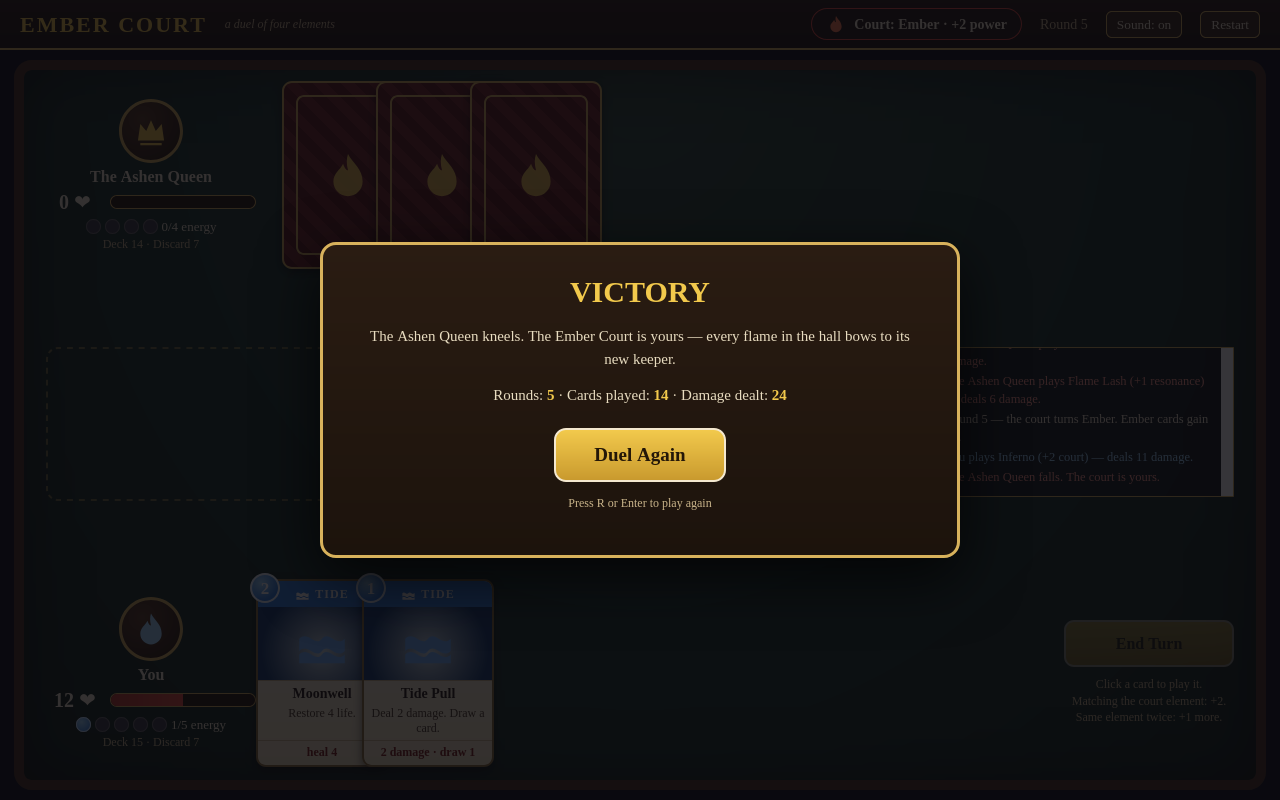 EMBER COURT
a duel of four elements
Court: Ember · +2 power
Round 5
Sound: on
Restart
The Ashen Queen
0 ❤
0/4 energy
Deck 14 · Discard 7
VICTORY
The Ashen Queen kneels. The Ember Court is yours — every flame in the hall bows to its
new keeper.
Rounds: 5 · Cards played: 14 · Damage dealt: 24
Duel Again
Press R or Enter to play again
Ashen Queen plays Flame Lash (+1 resonance)
deals 6 damage.
5 — the court turns Ember. Ember cards gain
plays Inferno (+2 court) — deals 11 damage.
Ashen Queen falls. The court is yours.
You
12 ❤
1/5 energy
Deck 15 · Discard 7
2
TIDE
Moonwell
Restore 4 life.
heal 4
1
TIDE
Tide Pull
Deal 2 damage. Draw a
card.
2 damage · draw 1
End Turn
Click a card to play it.
Matching the court element: +2.
Same element twice: +1 more.